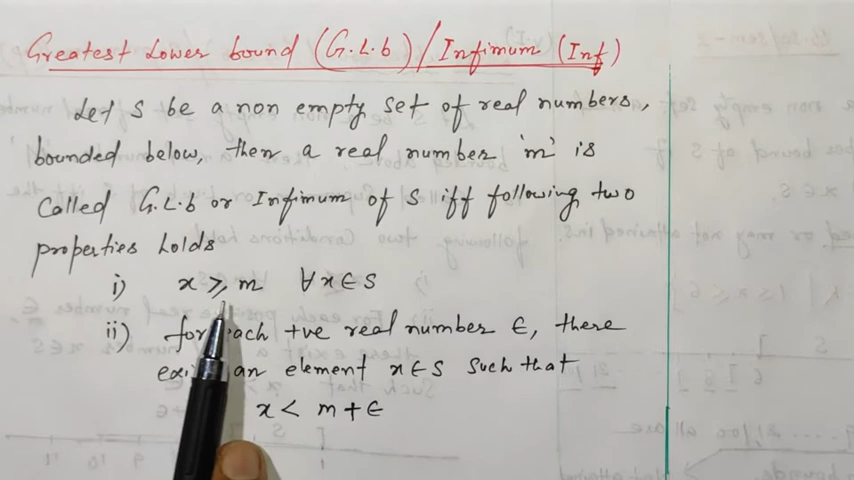 Greatest Lower bound (G.L.b) / Infimum (Inf)
Let S be a non empty set of real numbers,
bounded below, then a real number 'm' is
Called G.L.b or Infimum of S iff following two
properties holds
i) x ≥ m ∀ x ∈ S
ii) for each +ve real number ∈, there
an element x ∈ S Such that
x < m + ∈